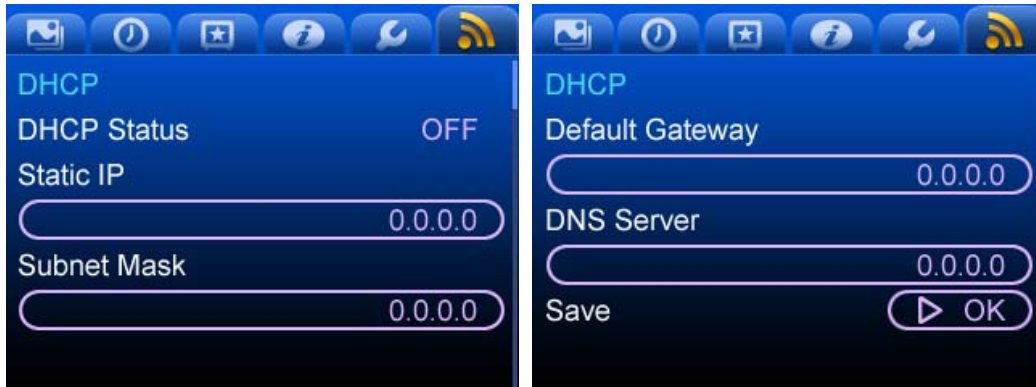 DHCP
DHCP Status OFF
Static IP
0.0.0.0
Subnet Mask
0.0.0.0
DHCP
Default Gateway
0.0.0.0
DNS Server
0.0.0.0
Save OK